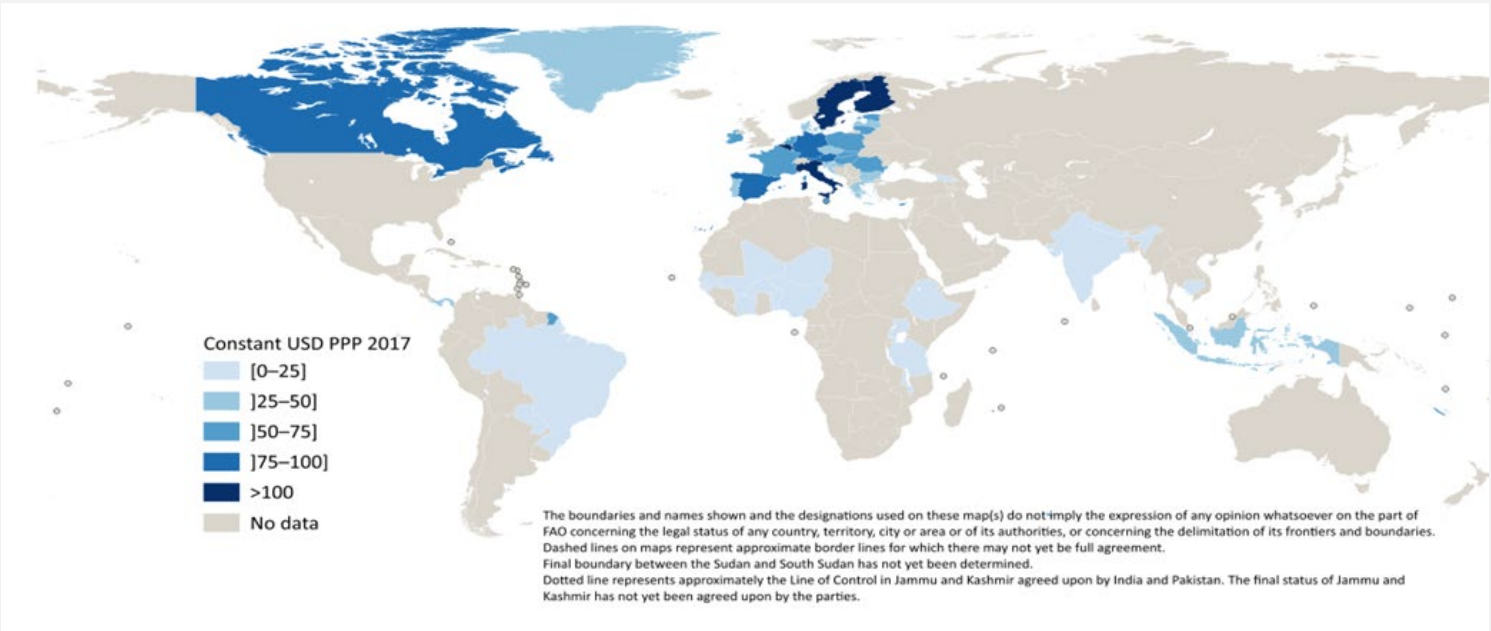 Constant USD PPP 2017
[0–25]
]25–50]
]50–75]
]75–100]
>100
No data
The boundaries and names shown and the designations used on these map(s) do not imply the expression of any opinion whatsoever on the part of
FAO concerning the legal status of any country, territory, city or area or of its authorities, or concerning the delimitation of its frontiers and boundaries.
Dashed lines on maps represent approximate border lines for which there may not yet be full agreement.
Final boundary between the Sudan and South Sudan has not yet been determined.
Dotted line represents approximately the Line of Control in Jammu and Kashmir agreed upon by India and Pakistan. The final status of Jammu and
Kashmir has not yet been agreed upon by the parties.